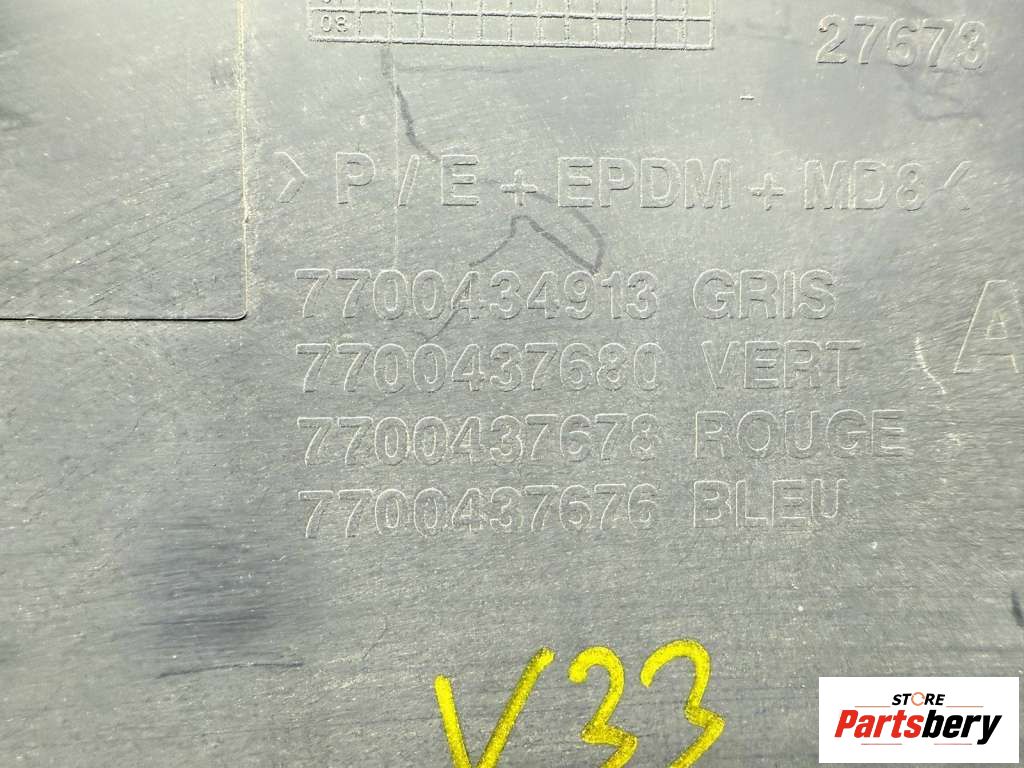 08
27673
>P/E+EPDM+MD8<
7700434913 GRIS
7700437680 VERT
7700437678 ROUGE
7700437676 BLEU
A
V33
STORE
Partsbery